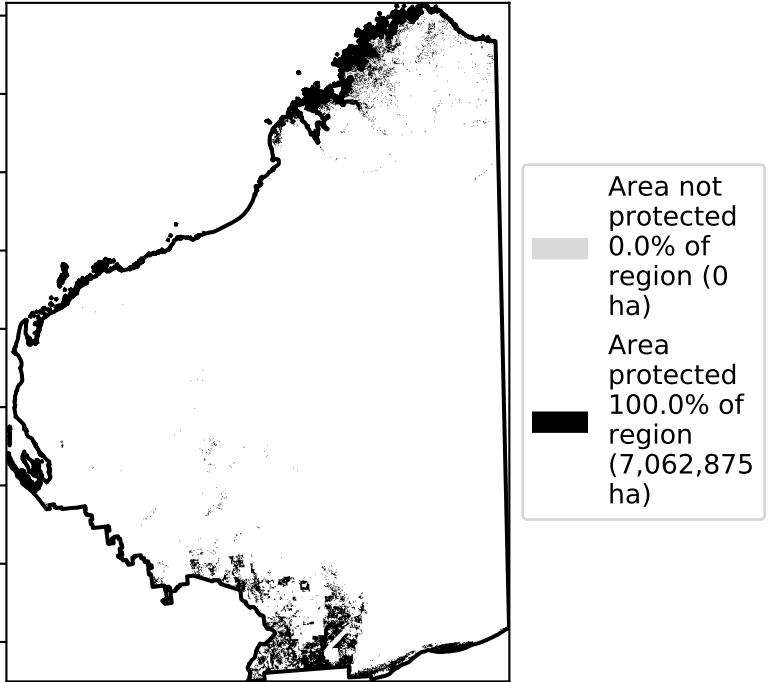 Area not
protected
0.0% of
region (0
ha)
Area
protected
100.0% of
region
(7,062,875
ha)